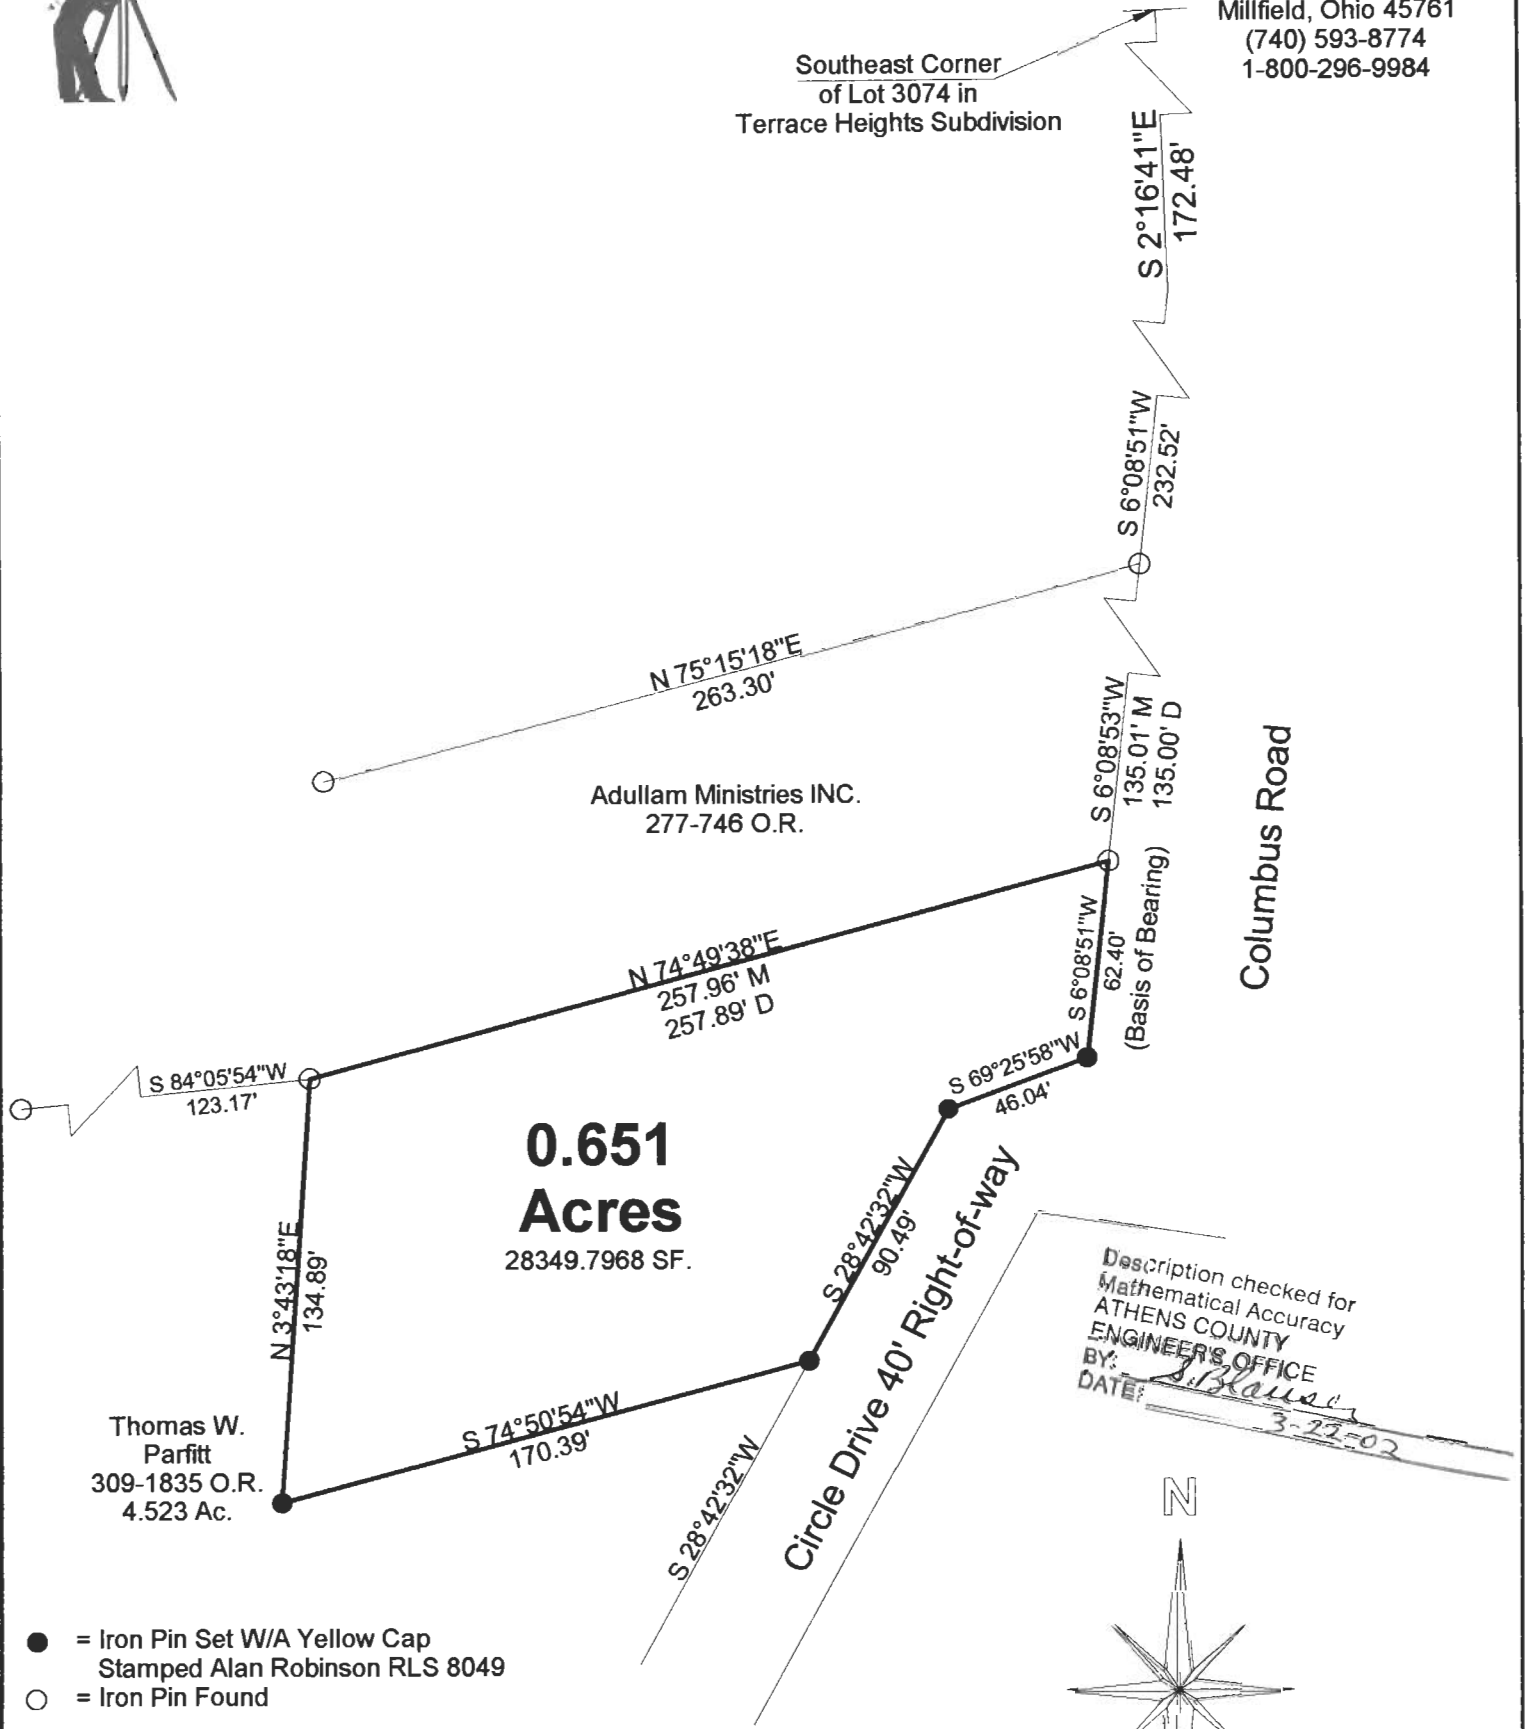 Millfield, Ohio 45761
(740) 593-8774
1-800-296-9984
Southeast Corner
of Lot 3074 in
Terrace Heights Subdivision
S 2°16'41"E
172.48'
S 6°08'51"W
232.52'
N 75°15'18"E
263.30'
S 6°08'53"W
135.01' M
135.00' D
Adullam Ministries INC.
277-746 O.R.
Columbus Road
N 74°49'38"E
257.96' M
257.89' D
S 6°08'51"W
62.40'
(Basis of Bearing)
S 84°05'54"W
123.17'
S 69°25'58"W
46.04'
0.651
Acres
28349.7968 SF.
N 3°43'18"E
134.89'
S 28°42'32"W
90.49'
Circle Drive 40' Right-of-way
Description checked for
Mathematical Accuracy
ATHENS COUNTY
ENGINEER'S OFFICE
BY: S. Blauser
DATE: 3-22-02
S 74°50'54"W
170.39'
Thomas W.
Parfitt
309-1835 O.R.
4.523 Ac.
S 28°42'32"W
N
= Iron Pin Set W/A Yellow Cap
Stamped Alan Robinson RLS 8049
= Iron Pin Found